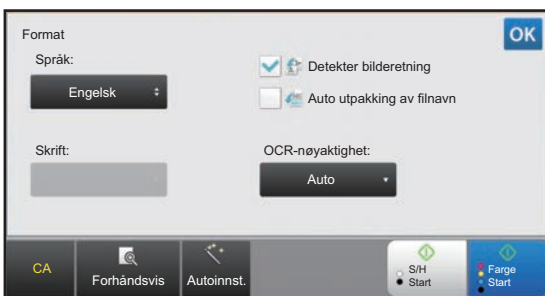 Format
OK
Språk:
Engelsk
Detekter bilderetning
Auto utpakking av filnavn
Skrift:
OCR-nøyaktighet:
Auto
CA
Forhåndsvis
Autoinnst.
S/H
Start
Farge
Start